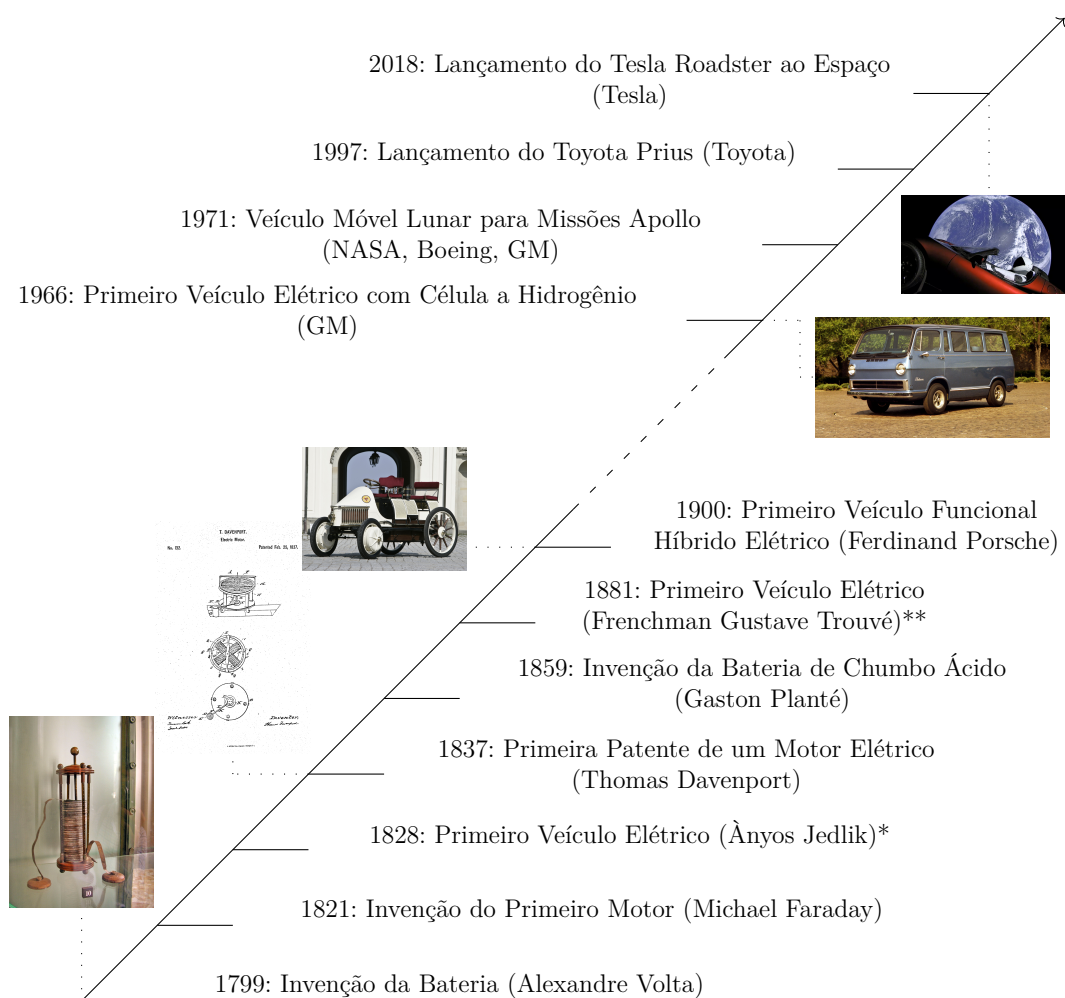 2018: Lançamento do Tesla Roadster ao Espaço
(Tesla)
1997: Lançamento do Toyota Prius (Toyota)
1971: Veículo Móvel Lunar para Missões Apollo
(NASA, Boeing, GM)
1966: Primeiro Veículo Elétrico com Célula a Hidrogênio
(GM)
1900: Primeiro Veículo Funcional
Híbrido Elétrico (Ferdinand Porsche)
T. DAVENPORT.
Electric Motor.
Patented Feb. 25, 1837.
1881: Primeiro Veículo Elétrico
(Frenchman Gustave Trouvé)**
1859: Invenção da Bateria de Chumbo Ácido
(Gaston Planté)
Witnesses
Inventor
1837: Primeira Patente de um Motor Elétrico
(Thomas Davenport)
1828: Primeiro Veículo Elétrico (Ànyos Jedlik)*
10
1821: Invenção do Primeiro Motor (Michael Faraday)
1799: Invenção da Bateria (Alexandre Volta)